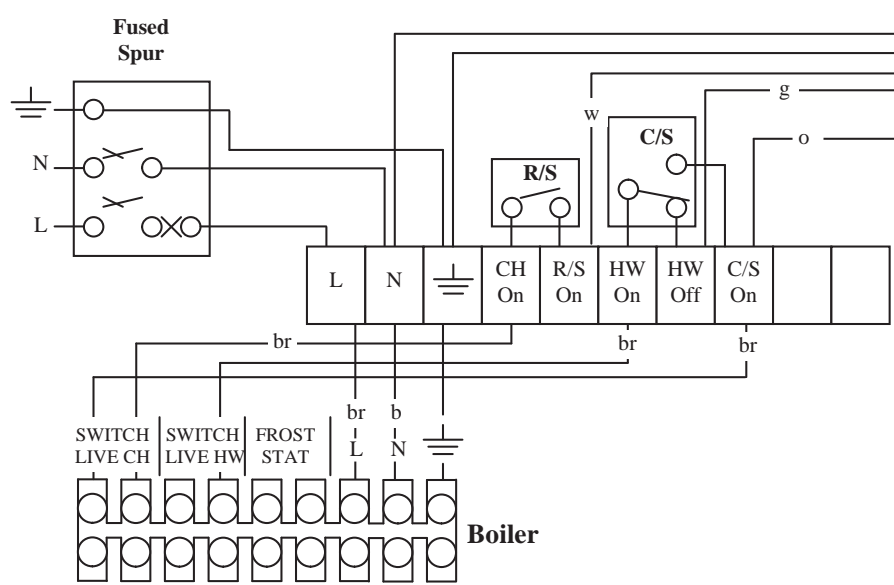 Fused
Spur
N
L
w
g
o
C/S
R/S
L
N
CH
On
R/S
On
HW
On
HW
Off
C/S
On
br
br
br
br
b
SWITCH
LIVE CH
SWITCH
LIVE HW
FROST
STAT
L
N
Boiler